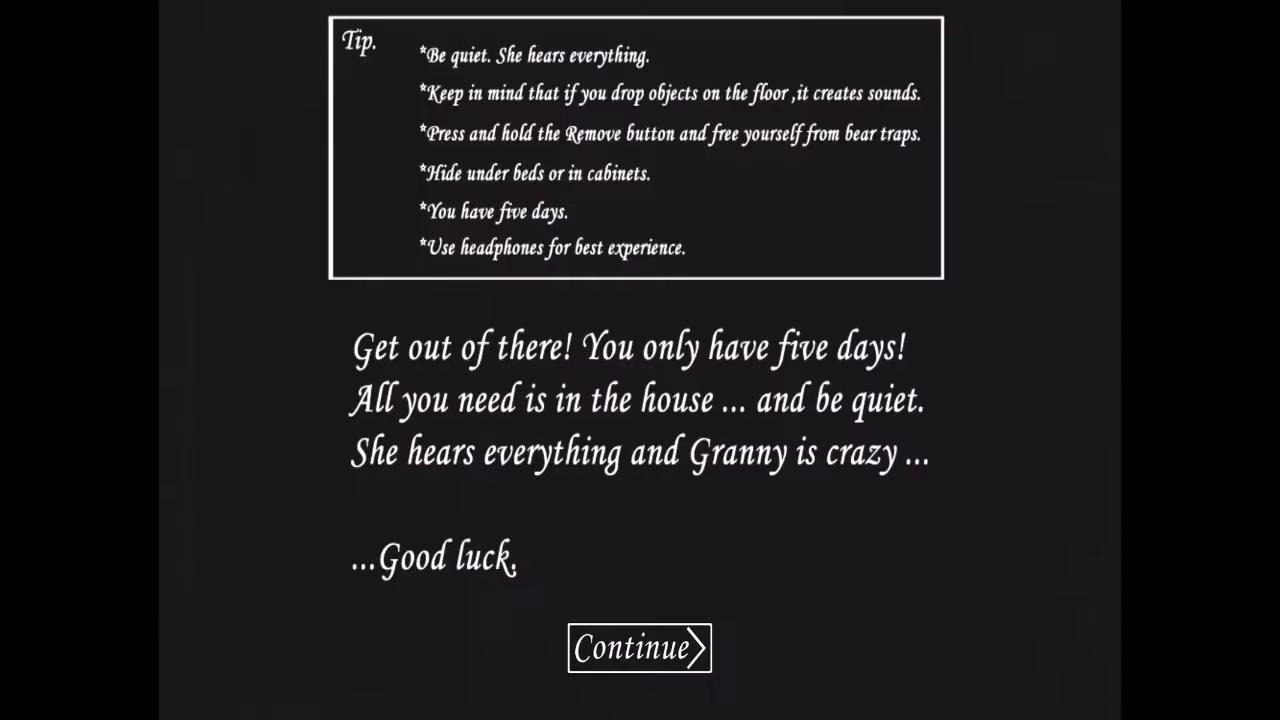 Tip.
*Be quiet. She hears everything.
*Keep in mind that if you drop objects on the floor ,it creates sounds.
*Press and hold the Remove button and free yourself from bear traps.
*Hide under beds or in cabinets.
*You have five days.
*Use headphones for best experience.
Get out of there! You only have five days!
All you need is in the house ... and be quiet.
She hears everything and Granny is crazy ...
...Good luck.
Continue>